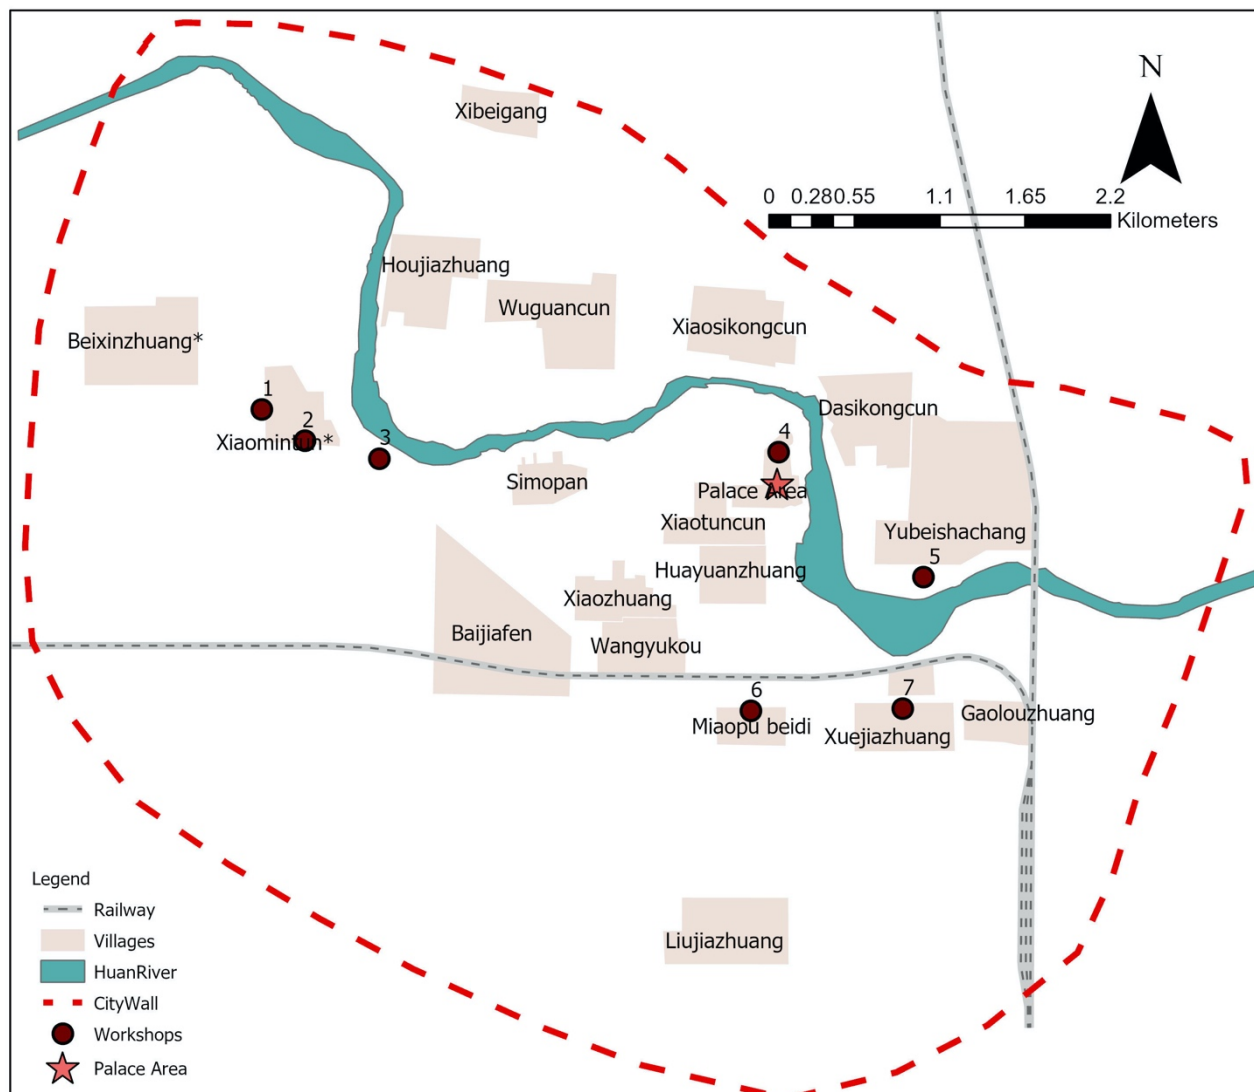 Xibeigang
N
0 0.28 0.55 1.1 1.65 2.2
Kilometers
Houjiazhuang
Wuguancun
Xiaosikongcun
Beixinzhuang*
1
2
Xiaomintun*
3
Dasikongcun
4
Simopan
Palace Area
Xiaotuncun
Yubeishachang
5
Huayuanzhuang
Xiaozhuang
Baijiafen
Wangyukou
6
Miaopu beidi
7
Xuejiazhuang
Gaolouzhuang
Liujiazhuang
Legend
Railway
Villages
HuanRiver
CityWall
Workshops
Palace Area